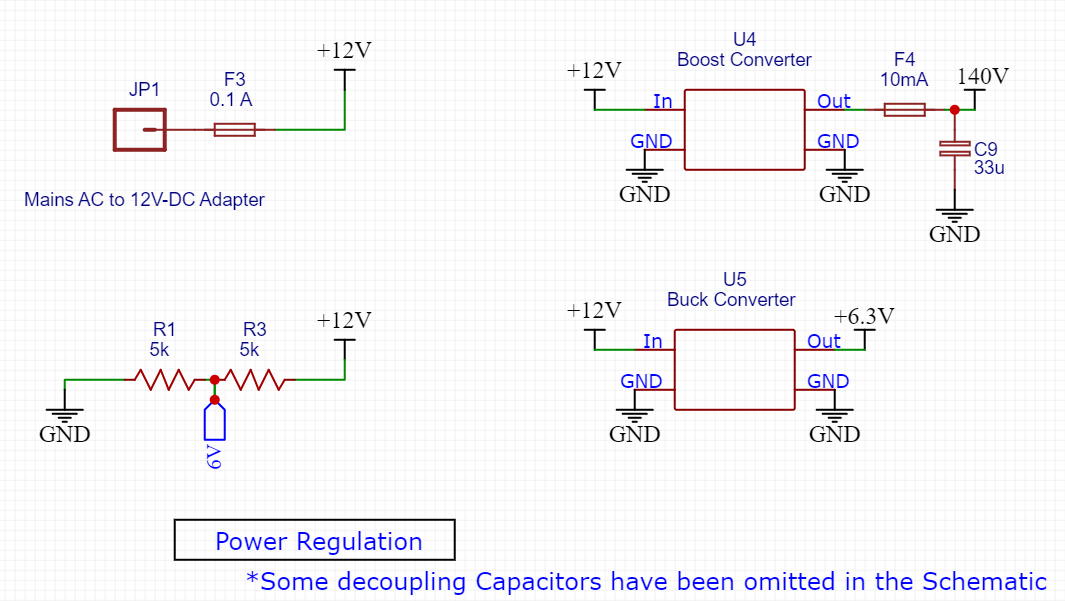 +12V
JP1
F3
0.1 A
Mains AC to 12V-DC Adapter
U4
Boost Converter
+12V
In
Out
GND
GND
GND
GND
F4
10mA
140V
C9
33u
GND
R1
5k
R3
5k
+12V
GND
6V
U5
Buck Converter
+12V
+6.3V
In
Out
GND
GND
GND
GND
Power Regulation
*Some decoupling Capacitors have been omitted in the Schematic